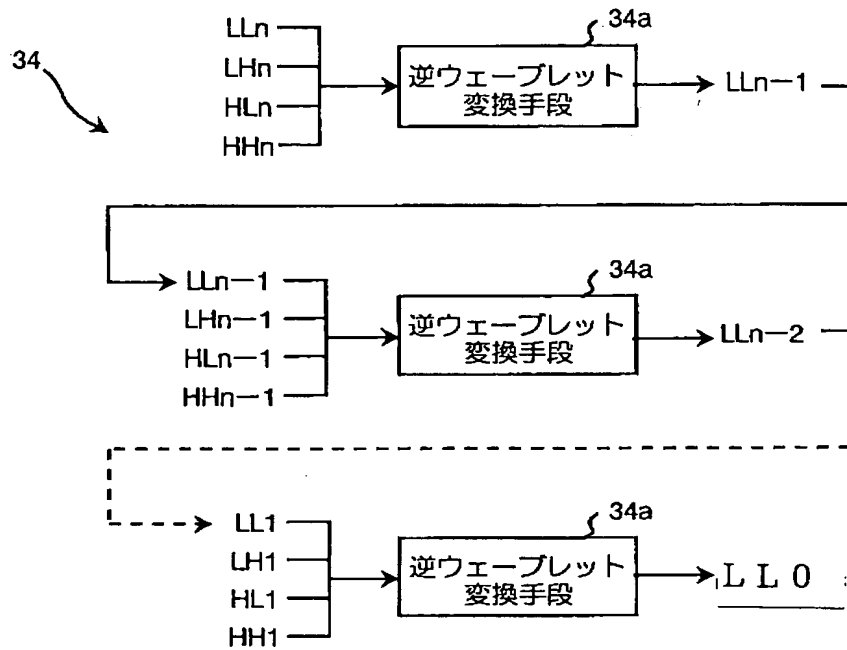 34
34a
LLn
LHn
HLn
HHn
逆ウェーブレット
変換手段
LLn-1
34a
LLn-1
LHn-1
HLn-1
HHn-1
逆ウェーブレット
変換手段
LLn-2
34a
LL1
LH1
HL1
HH1
逆ウェーブレット
変換手段
LL0